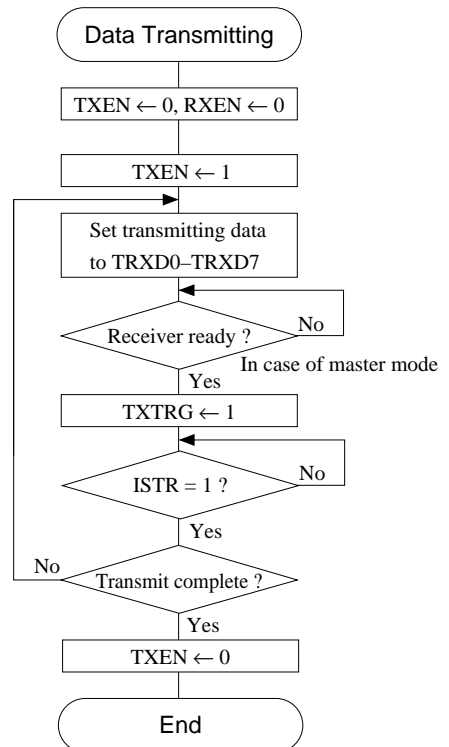 Data Transmitting
TXEN ← 0, RXEN ← 0
TXEN ← 1
Set transmitting data
to TRXD0–TRXD7
Receiver ready ?
No
In case of master mode
Yes
TXTRG ← 1
ISTR = 1 ?
No
Yes
No
Transmit complete ?
Yes
TXEN ← 0
End